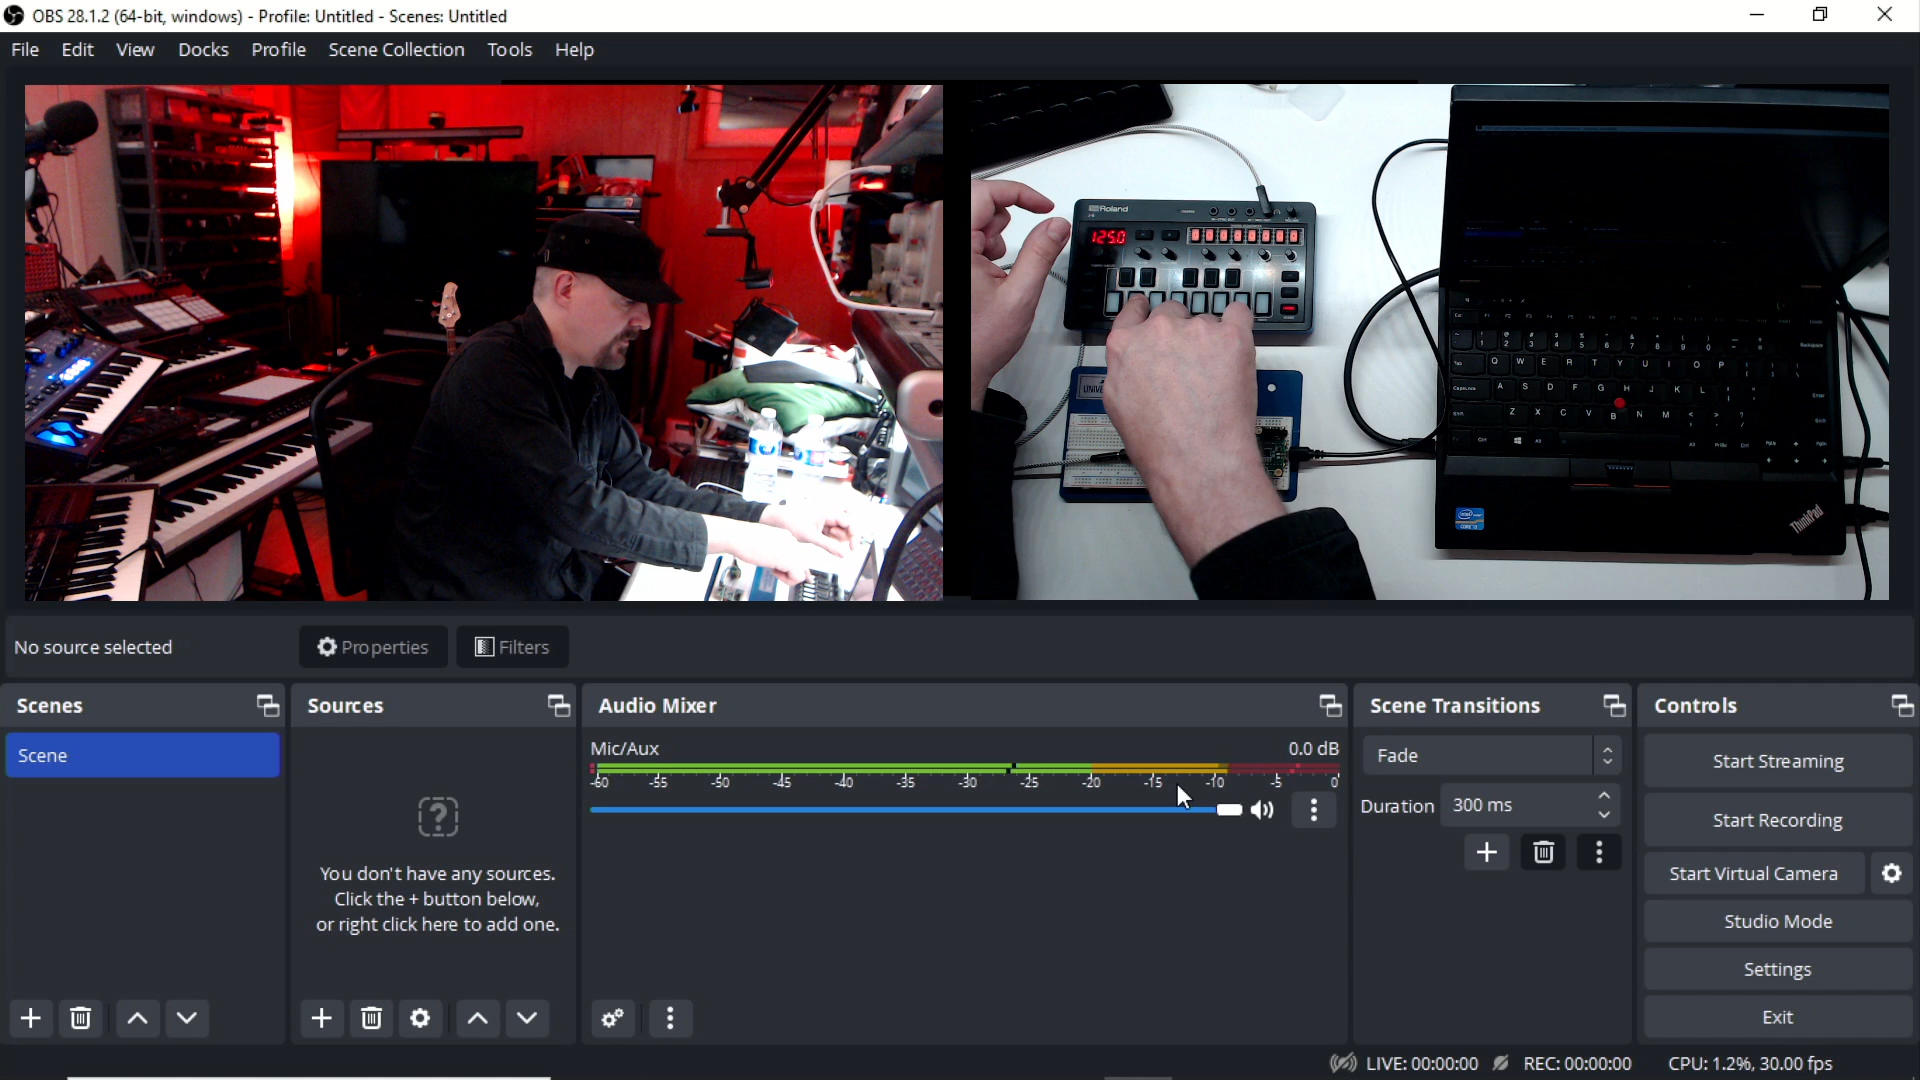 OBS 28.1.2 (64-bit, windows) - Profile: Untitled - Scenes: Untitled
File Edit View Docks Profile Scene Collection Tools Help
Roland
125.0
ThinkPad
No source selected
Properties
Filters
Scenes
Scene
Sources
You don't have any sources.
Click the + button below,
or right click here to add one.
Audio Mixer
Mic/Aux
0.0 dB
-60 -55 -50 -45 -40 -35 -30 -25 -20 -15 -10 -5 0
Scene Transitions
Fade
Duration 300 ms
Controls
Start Streaming
Start Recording
Start Virtual Camera
Studio Mode
Settings
Exit
LIVE: 00:00:00 REC: 00:00:00 CPU: 1.2%, 30.00 fps